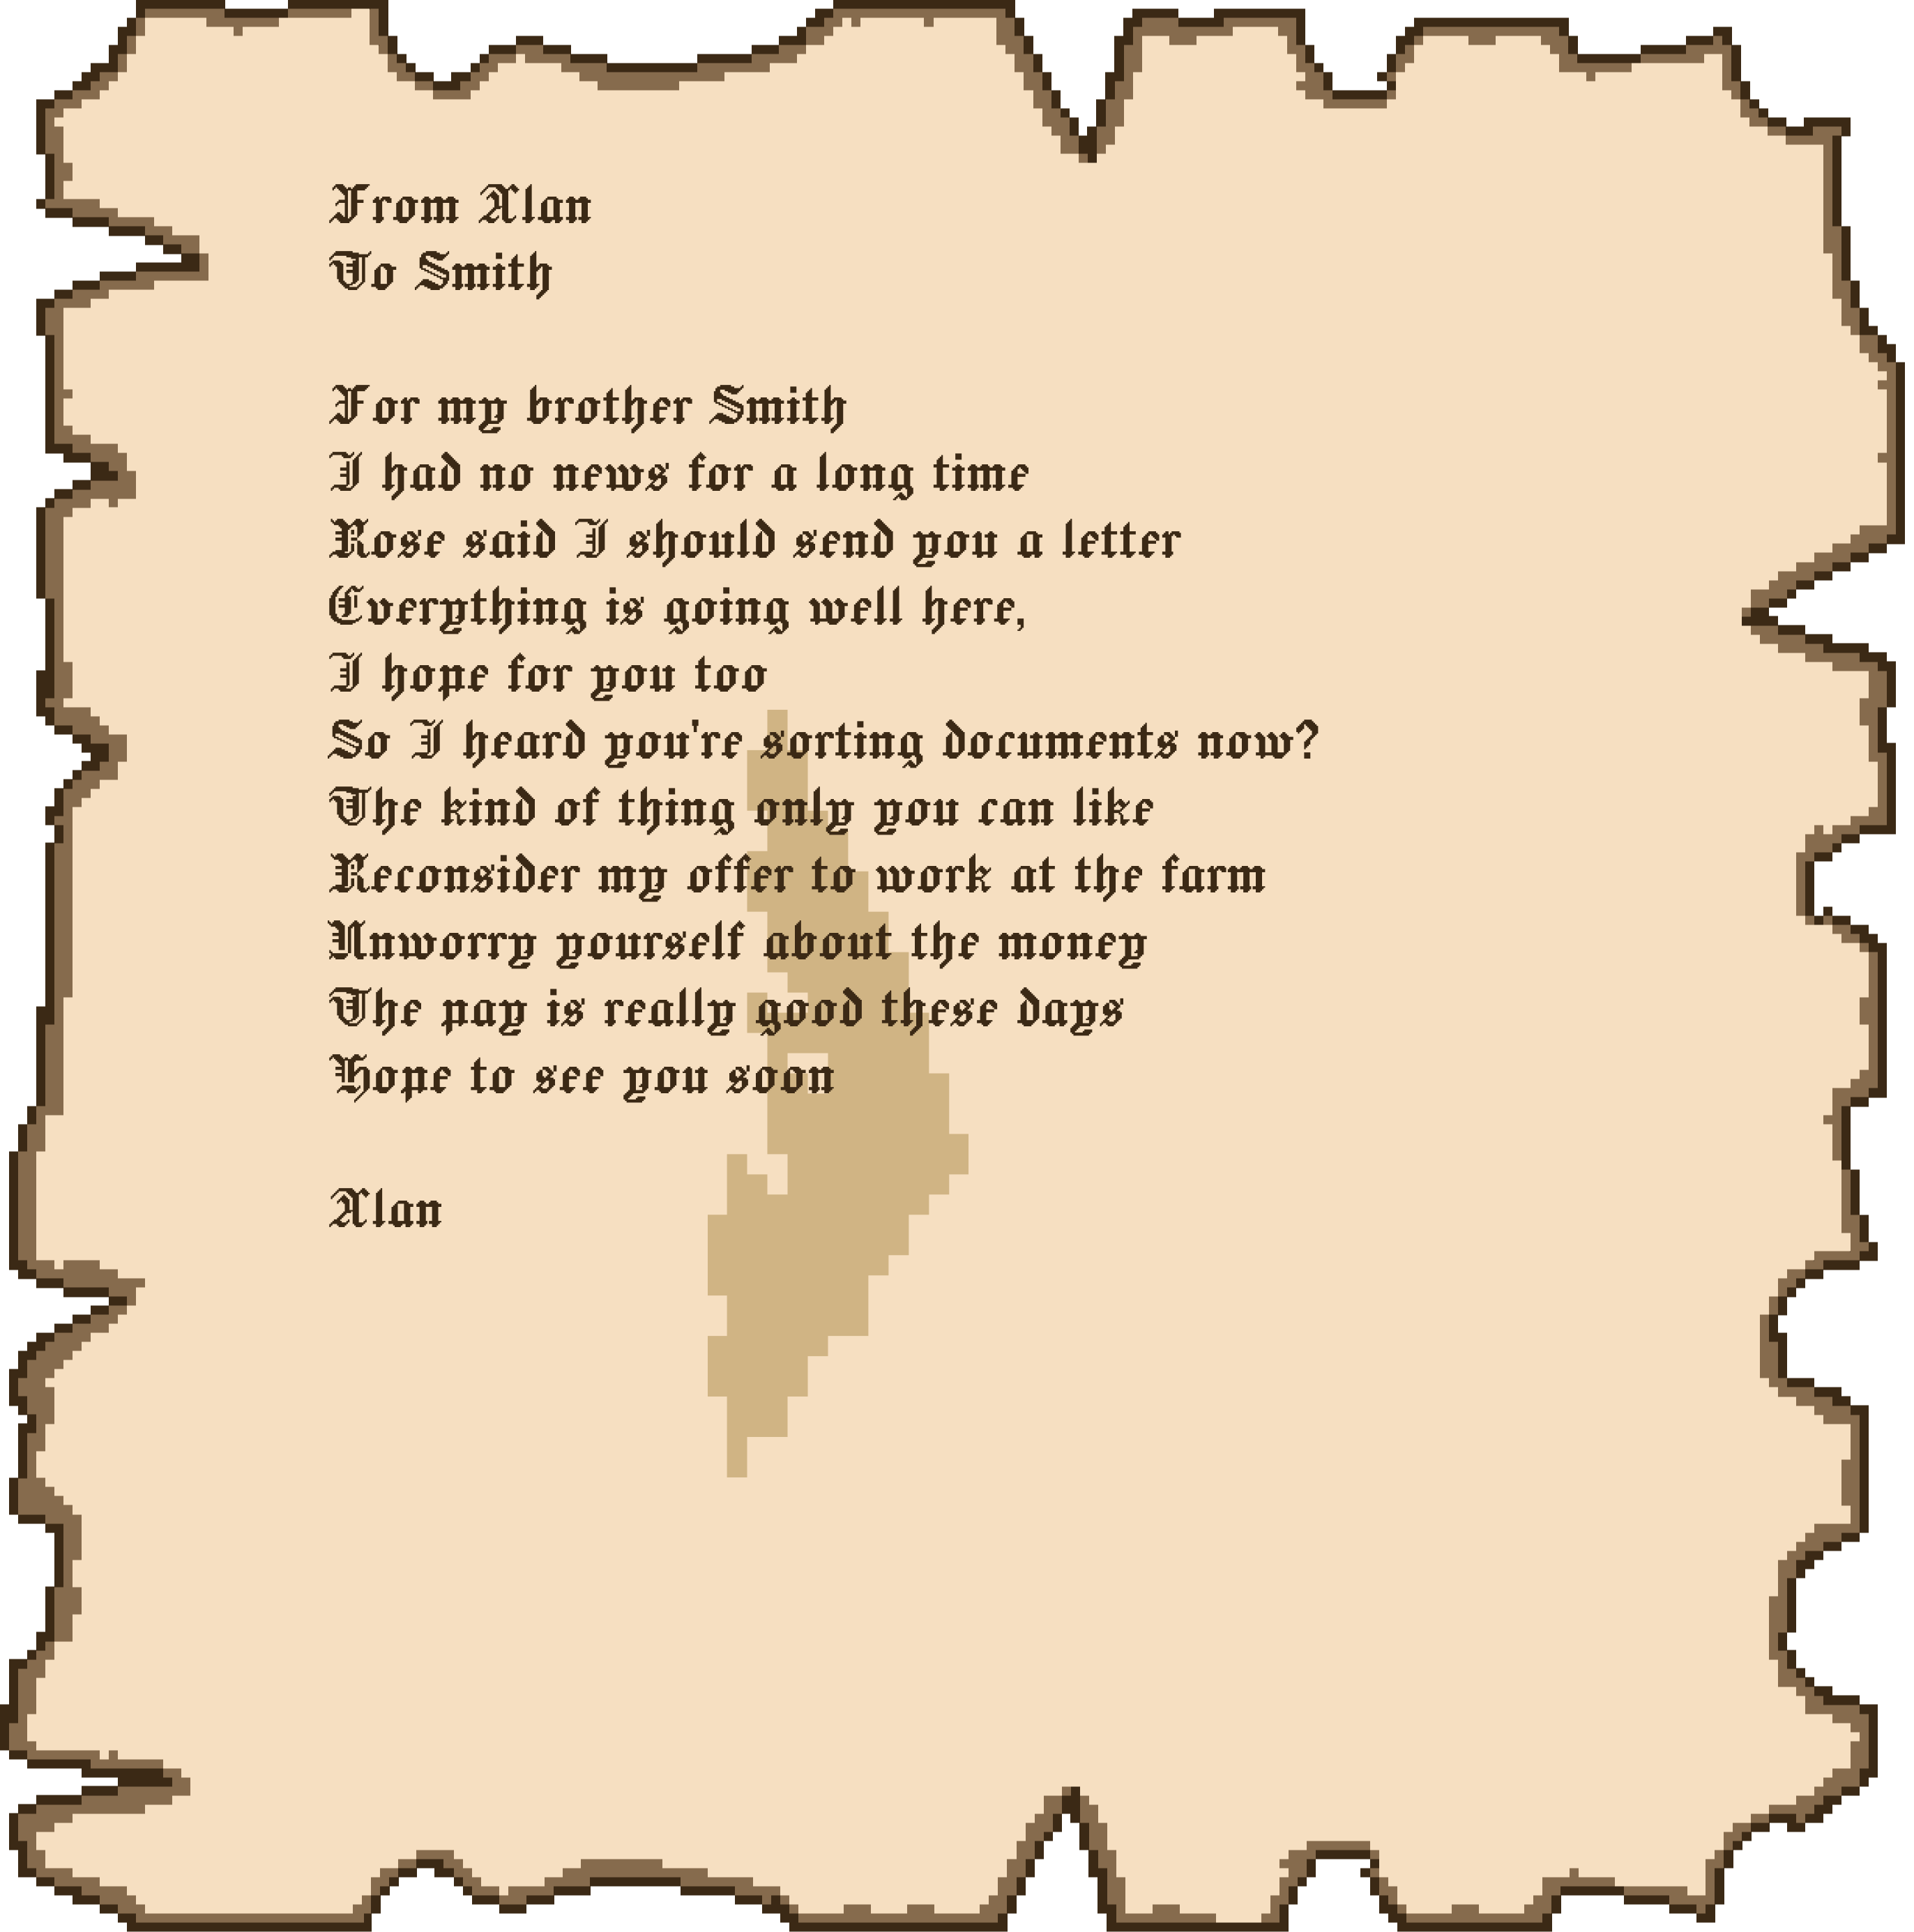 From Alan
To Smith
For my brother Smith
I had no news for a long time
Rose said I should send you a letter
Everything is going well here,
I hope for you too
So I heard you're sorting documents now?
The kind of thing only you can like
Reconsider my offer to work at the farm
Unworry yourself about the money
The pay is really good these days
Hope to see you soon
Alan